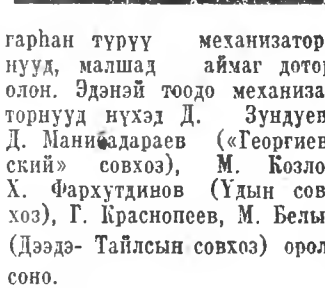 гарһан түрүү механизатор
нууд, малшад аймаг дотор
олон. Эдэнэй тоодо механиза
торнууд нүхэд Д. Зундуев
Д. Манибадараев («Георгиев
ский» совхоз), М. Козло
Х. Фархутдинов (Үдын сов
хоз), Г. Краснопеев, М. Белы
(Дээдэ- Тайлсын совхоз) орол
соно.